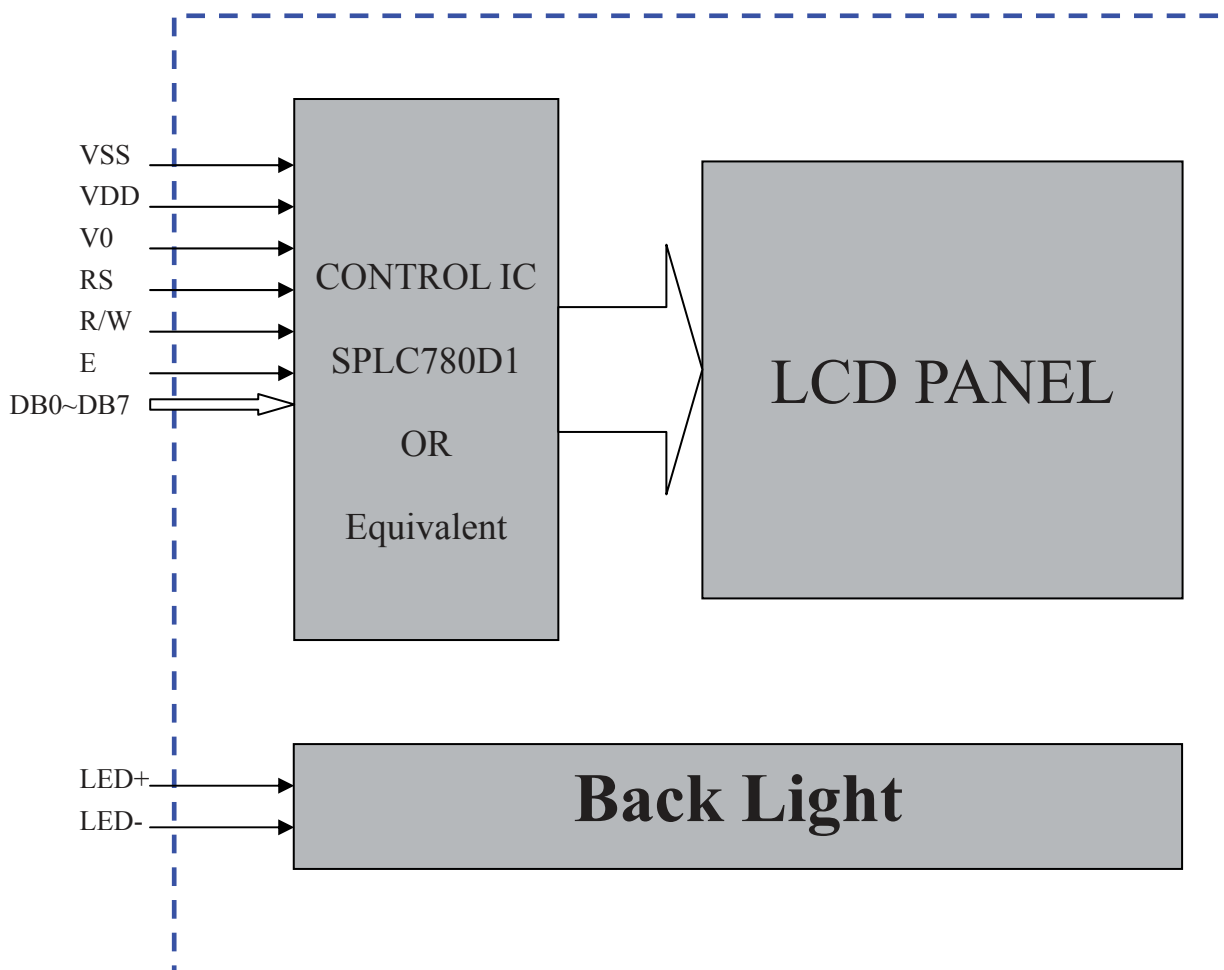 VSS
VDD
V0
RS
R/W
E
DB0~DB7
CONTROL IC
SPLC780D1
OR
Equivalent
LCD PANEL
LED+
LED-
Back Light